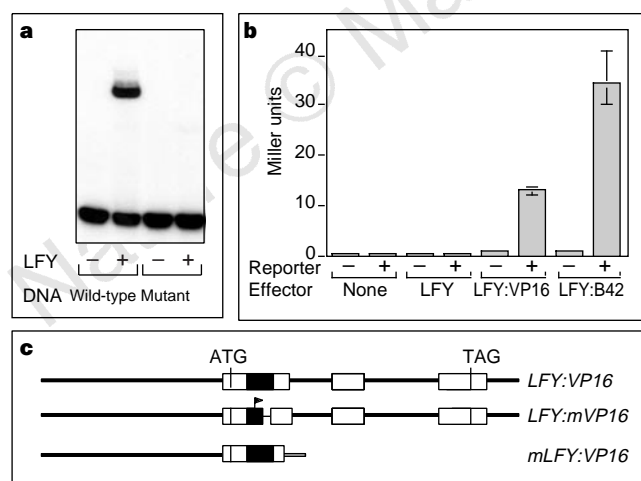 a
LFY – + – +
DNA Wild-type Mutant
b
Miller units
40
30
20
10
0
Reporter – + – + – + – +
Effector None LFY LFY:VP16 LFY:B42
c
ATG TAG
LFY:VP16
LFY:mVP16
mLFY:VP16